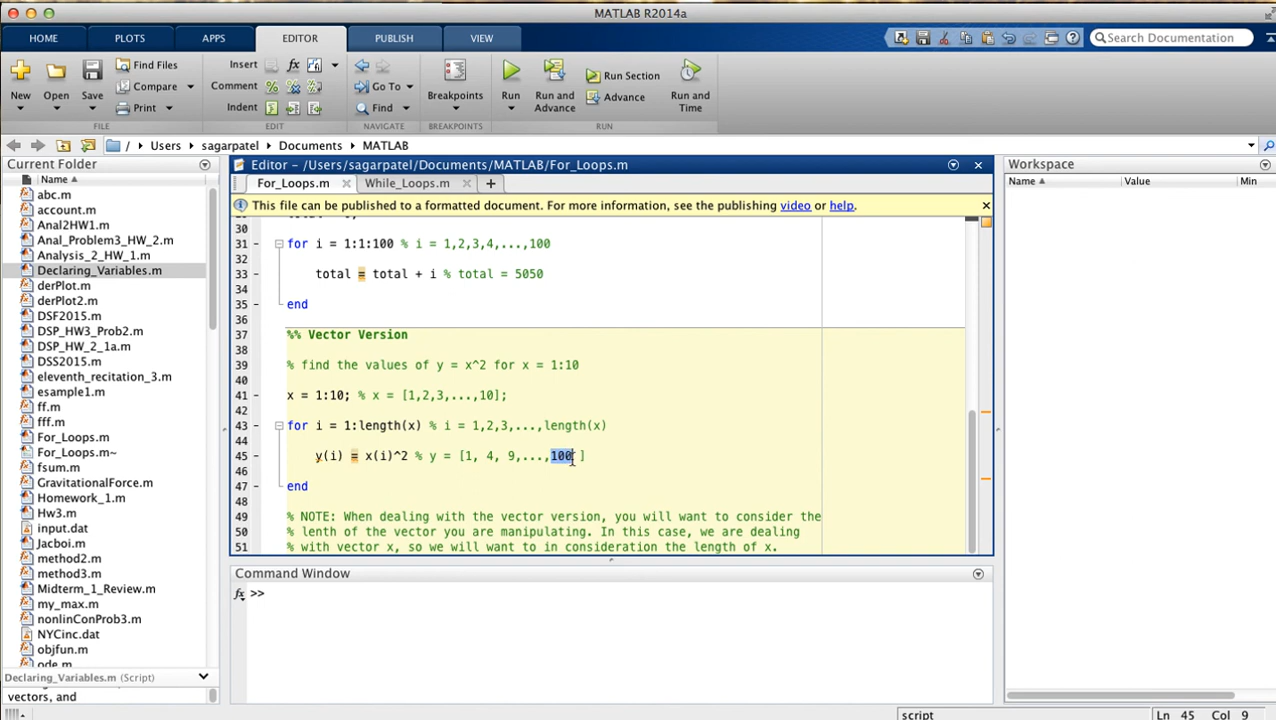 MATLAB R2014a
HOME PLOTS APPS EDITOR PUBLISH VIEW
Search Documentation
New Open Save
Find Files
Compare
Print
FILE
Insert
Comment
Indent
EDIT
Go To
Find
NAVIGATE
Breakpoints
BREAKPOINTS
Run
Run and Advance
Run Section
Advance
Run and Time
RUN
/ Users sagarpatel Documents MATLAB
Current Folder
Name
abc.m
account.m
Anal2HW1.m
Anal_Problem3_HW_2.m
Analysis_2_HW_1.m
Declaring_Variables.m
derPlot.m
derPlot2.m
DSF2015.m
DSP_HW3_Prob2.m
DSP_HW_2_1a.m
DSS2015.m
eleventh_recitation_3.m
esample1.m
ff.m
fff.m
For_Loops.m
For_Loops.m~
fsum.m
GravitationalForce.m
Homework_1.m
Hw3.m
input.dat
Jacboi.m
method2.m
method3.m
Midterm_1_Review.m
my_max.m
nonlinConProb3.m
NYCinc.dat
objfun.m
ode.m
Declaring_Variables.m (Script)
vectors, and
Editor – /Users/sagarpatel/Documents/MATLAB/For_Loops.m
For_Loops.m While_Loops.m
This file can be published to a formatted document. For more information, see the publishing video or help.
30
31 for i = 1:1:100 % i = 1,2,3,4,...,100
32
33 total = total + i % total = 5050
34
35 end
36
37 %% Vector Version
38
39 % find the values of y = x^2 for x = 1:10
40
41 x = 1:10; % x = [1,2,3,...,10];
42
43 for i = 1:length(x) % i = 1,2,3,...,length(x)
44
45 y(i) = x(i)^2 % y = [1, 4, 9,...,100 ]
46
47 end
48
49 % NOTE: When dealing with the vector version, you will want to consider the
50 % lenth of the vector you are manipulating. In this case, we are dealing
51 % with vector x, so we will want to in consideration the length of x.
Command Window
fx >>
Workspace
Name Value Min
script Ln 45 Col 9